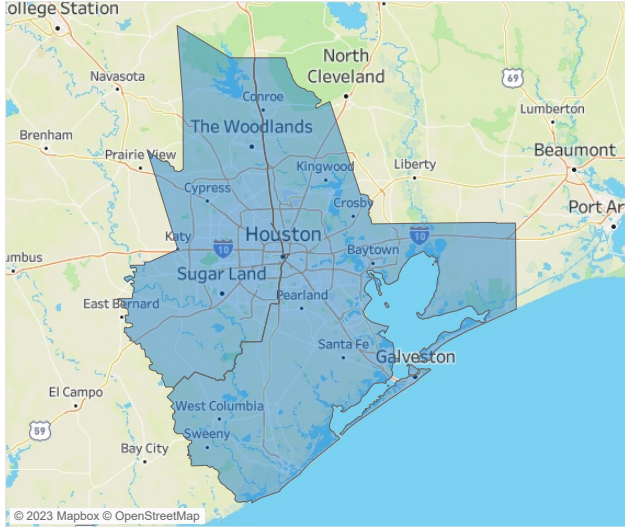 ollege Station
North
Cleveland
69
Navasota
Conroe
Lumberton
The Woodlands
Brenham
Beaumont
Prairie View
Kingwood
Liberty
Cypress
Crosby
Port Ar
Katy
Houston
10
10
Baytown
umbus
Sugar Land
East Bernard
Pearland
Santa Fe
Galveston
El Campo
West Columbia
59
Sweeny
Bay City
© 2023 Mapbox © OpenStreetMap